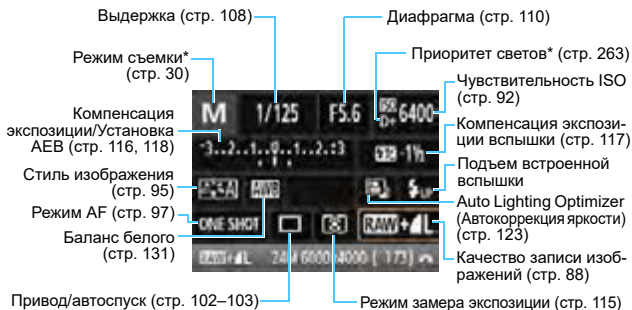 Выдержка (стр. 108)
Диафрагма (стр. 110)
Режим съемки*
(стр. 30)
Приоритет светов* (стр. 263)
Чувствительность ISO
(стр. 92)
Компенсация
экспозиции/Установка
AEB (стр. 116, 118)
Компенсация экспози-
ции вспышки (стр. 117)
Стиль изображения
(стр. 95)
Подъем встроенной
вспышки
Режим AF (стр. 97)
Auto Lighting Optimizer
(Автокоррекция яркости)
(стр. 123)
Баланс белого
(стр. 131)
Качество записи изоб-
ражений (стр. 88)
Привод/автоспуск (стр. 102–103)
Режим замера экспозиции (стр. 115)
M 1/125 F5.6 ISO D+ 6400
-3..2..1..0..1..2.:3
A AWB UP
ONE SHOT RAW+L
RAW+L 24M 6000x4000 [ 173]